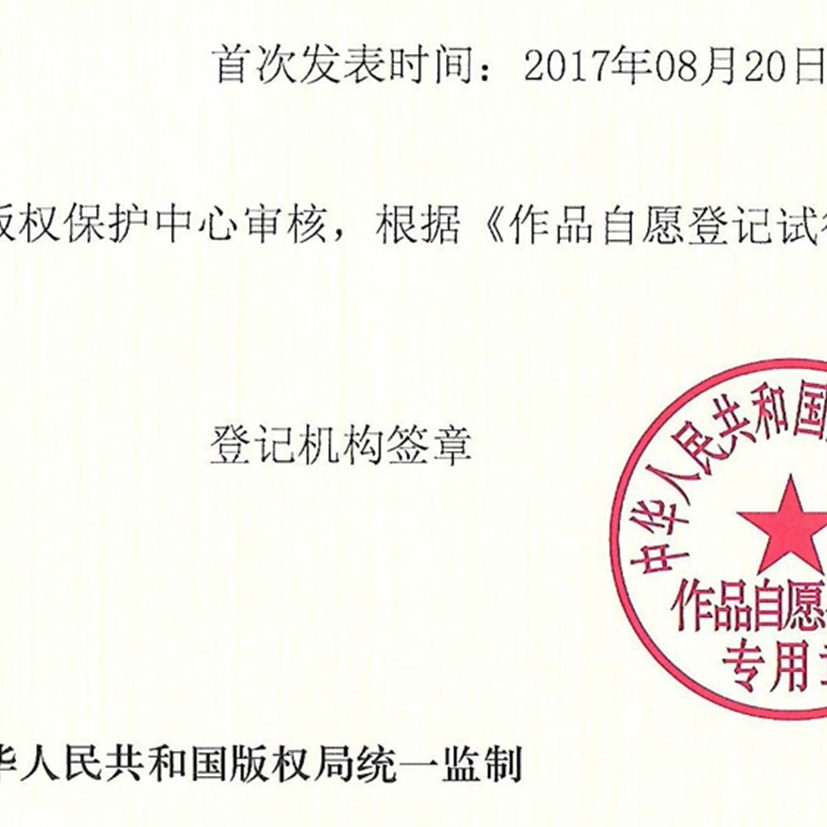 首次发表时间：2017年08月20日
版权保护中心审核，根据《作品自愿登记试行
登记机构签章
中华人民共和国
作品自愿
专用章
华人民共和国版权局统一监制